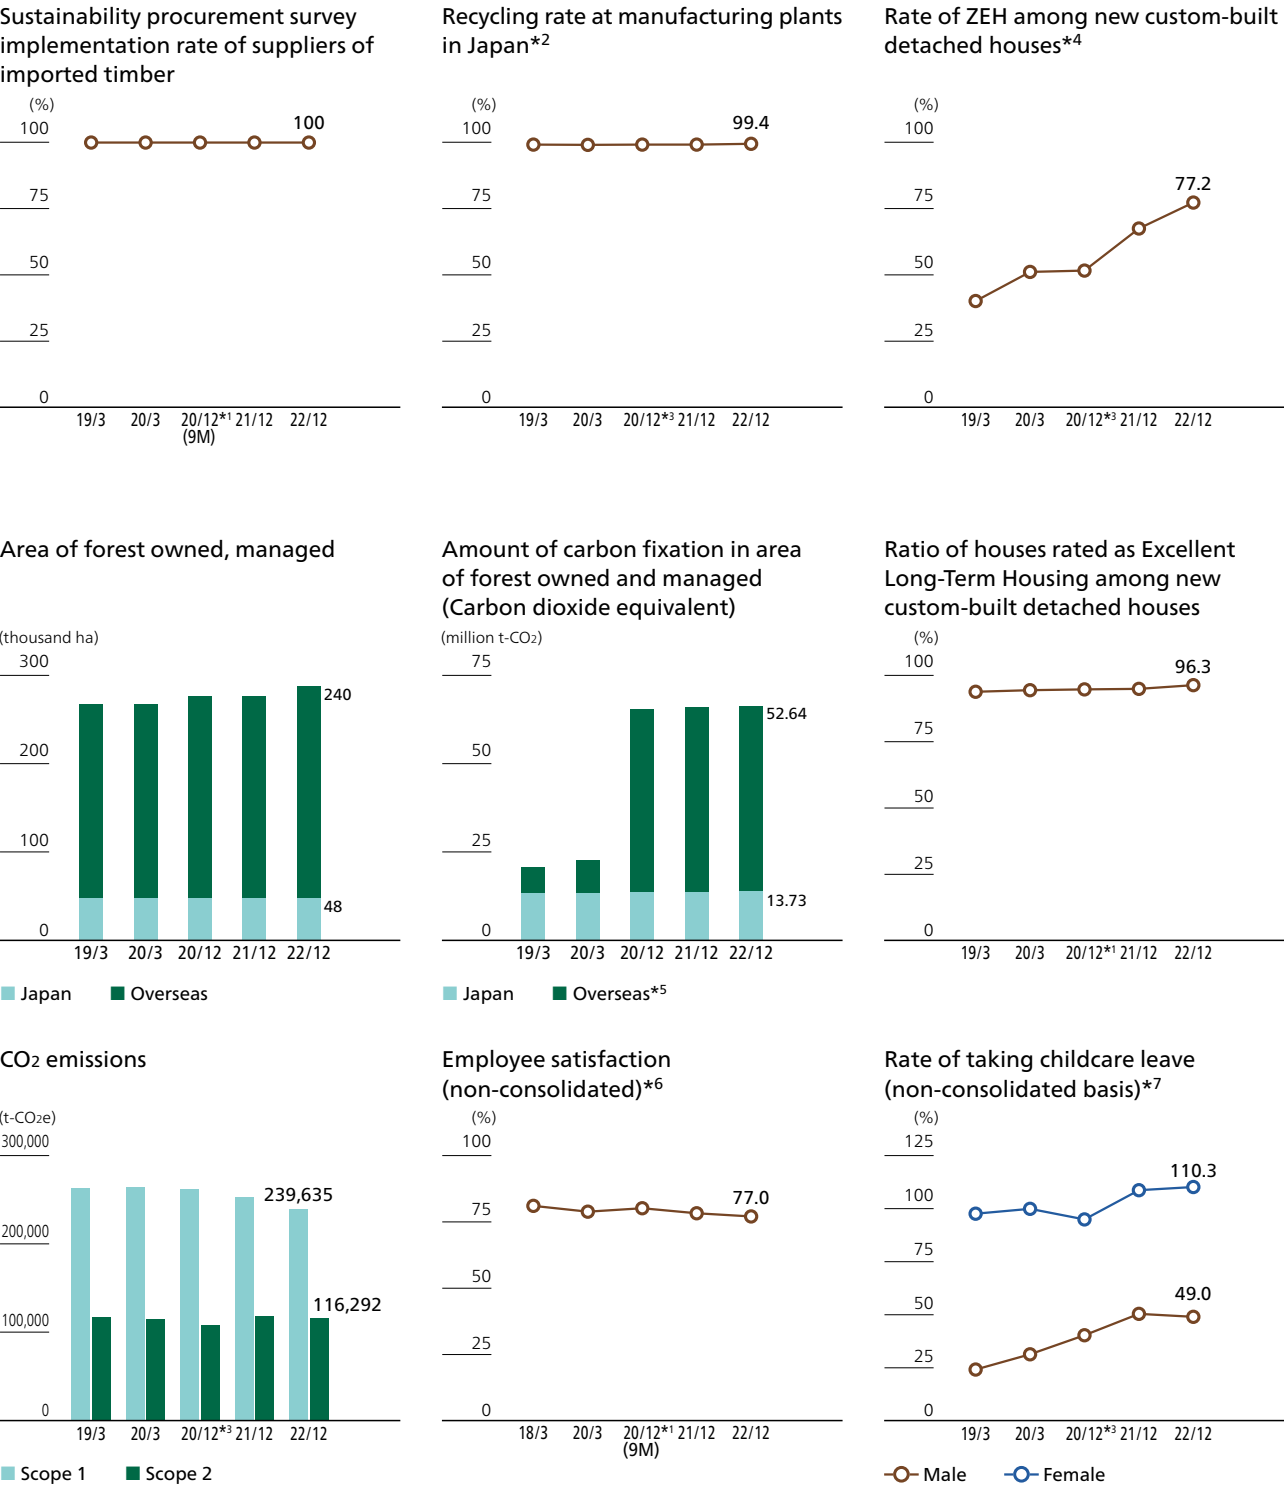 Sustainability procurement survey
implementation rate of suppliers of
imported timber
(%)
100
75
50
25
0
100
19/3 20/3 20/12*1 21/12 22/12
(9M)
Recycling rate at manufacturing plants
in Japan*2
(%)
100
75
50
25
0
99.4
19/3 20/3 20/12*3 21/12 22/12
Rate of ZEH among new custom-built
detached houses*4
(%)
100
75
50
25
0
77.2
19/3 20/3 20/12*3 21/12 22/12
Area of forest owned, managed
(thousand ha)
300
200
100
0
240
48
19/3 20/3 20/12 21/12 22/12
Japan Overseas
Amount of carbon fixation in area
of forest owned and managed
(Carbon dioxide equivalent)
(million t-CO2)
75
50
25
0
52.64
13.73
19/3 20/3 20/12 21/12 22/12
Japan Overseas*5
Ratio of houses rated as Excellent
Long-Term Housing among new
custom-built detached houses
(%)
100
75
50
25
0
96.3
19/3 20/3 20/12*1 21/12 22/12
CO2 emissions
(t-CO2e)
300,000
200,000
100,000
0
239,635
116,292
19/3 20/3 20/12*3 21/12 22/12
Scope 1 Scope 2
Employee satisfaction
(non-consolidated)*6
(%)
100
75
50
25
0
77.0
18/3 20/3 20/12*1 21/12 22/12
(9M)
Rate of taking childcare leave
(non-consolidated basis)*7
(%)
125
100
75
50
25
0
110.3
49.0
19/3 20/3 20/12*3 21/12 22/12
Male Female